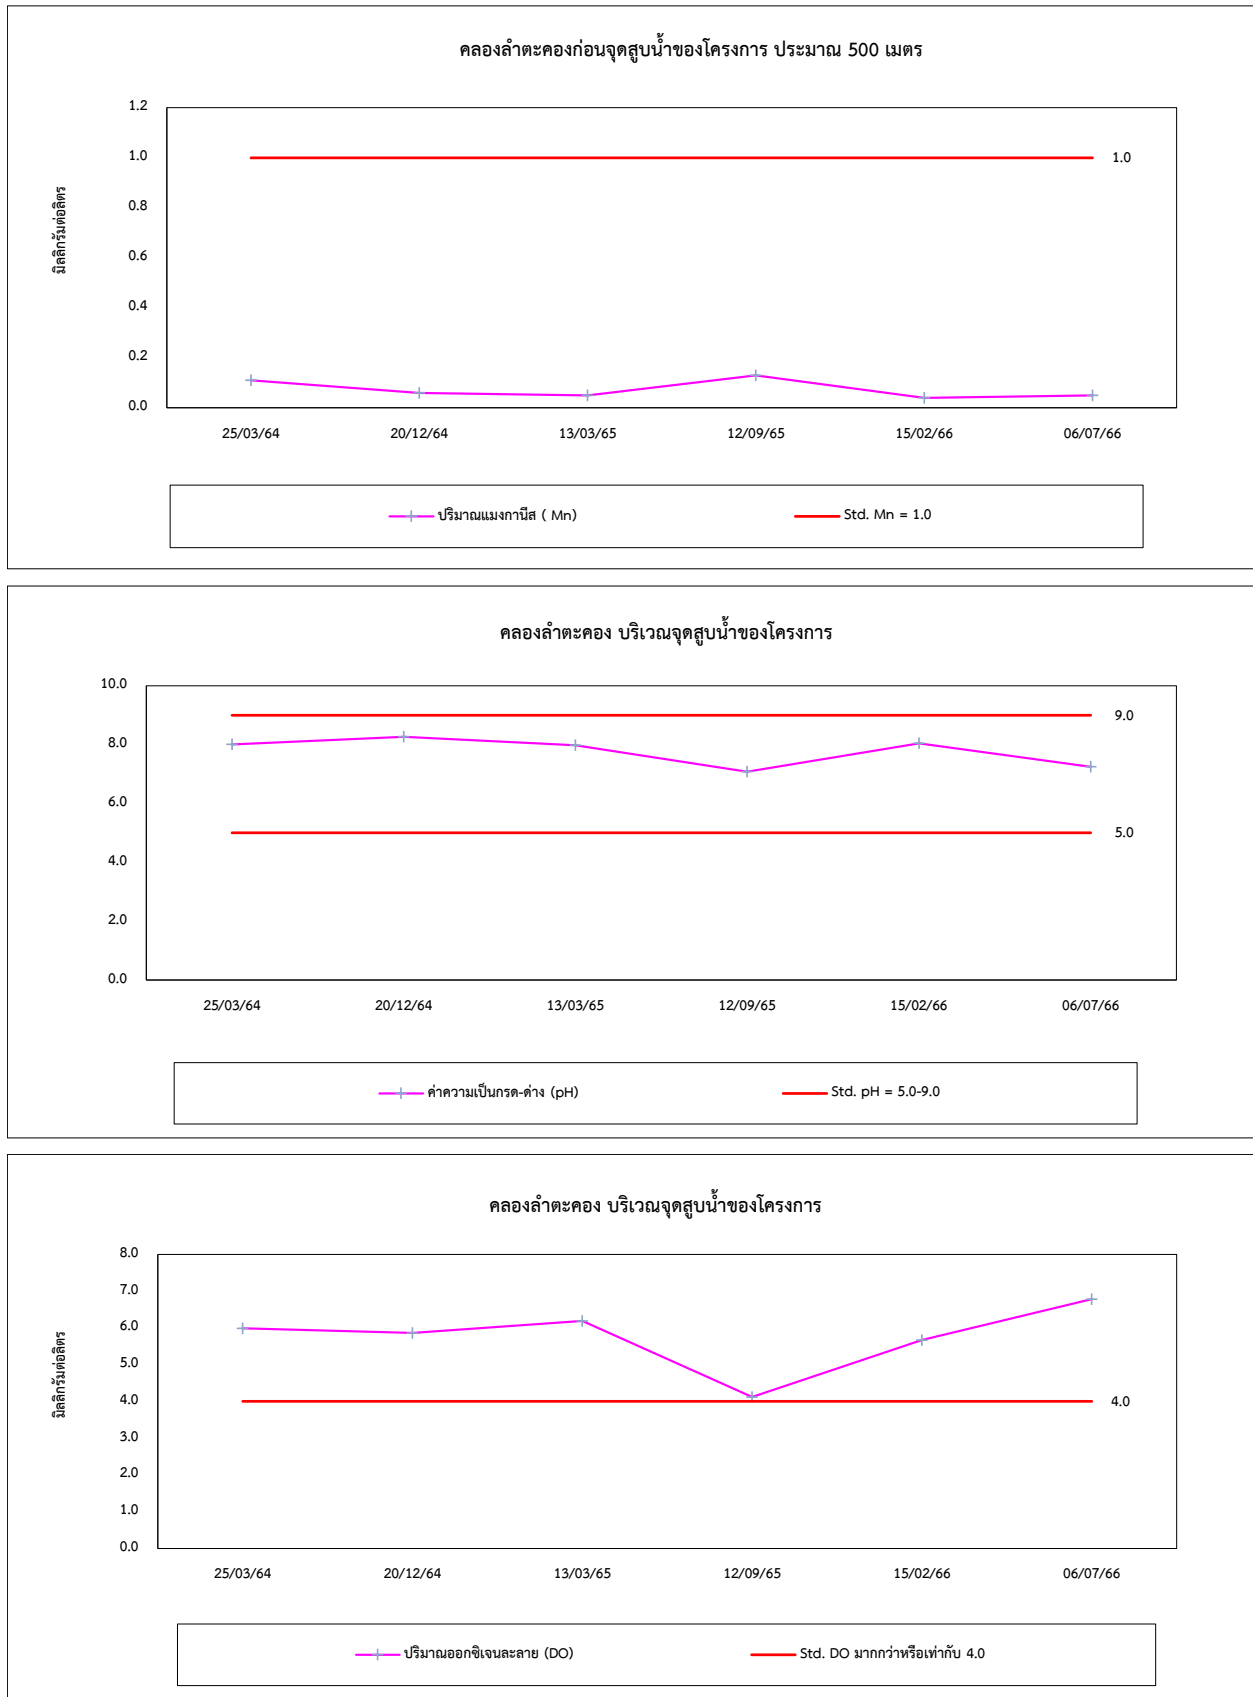 คลองลำตะคองก่อนจุดสูบน้ำของโครงการ ประมาณ 500 เมตร
มิลลิกรัมต่อลิตร
1.2
1.0
0.8
0.6
0.4
0.2
0.0
1.0
25/03/64 20/12/64 13/03/65 12/09/65 15/02/66 06/07/66
ปริมาณแมงกานีส ( Mn) Std. Mn = 1.0
คลองลำตะคอง บริเวณจุดสูบน้ำของโครงการ
10.0
8.0
6.0
4.0
2.0
0.0
9.0
5.0
25/03/64 20/12/64 13/03/65 12/09/65 15/02/66 06/07/66
ค่าความเป็นกรด-ด่าง (pH) Std. pH = 5.0-9.0
คลองลำตะคอง บริเวณจุดสูบน้ำของโครงการ
มิลลิกรัมต่อลิตร
8.0
7.0
6.0
5.0
4.0
3.0
2.0
1.0
0.0
4.0
25/03/64 20/12/64 13/03/65 12/09/65 15/02/66 06/07/66
ปริมาณออกซิเจนละลาย (DO) Std. DO มากกว่าหรือเท่ากับ 4.0